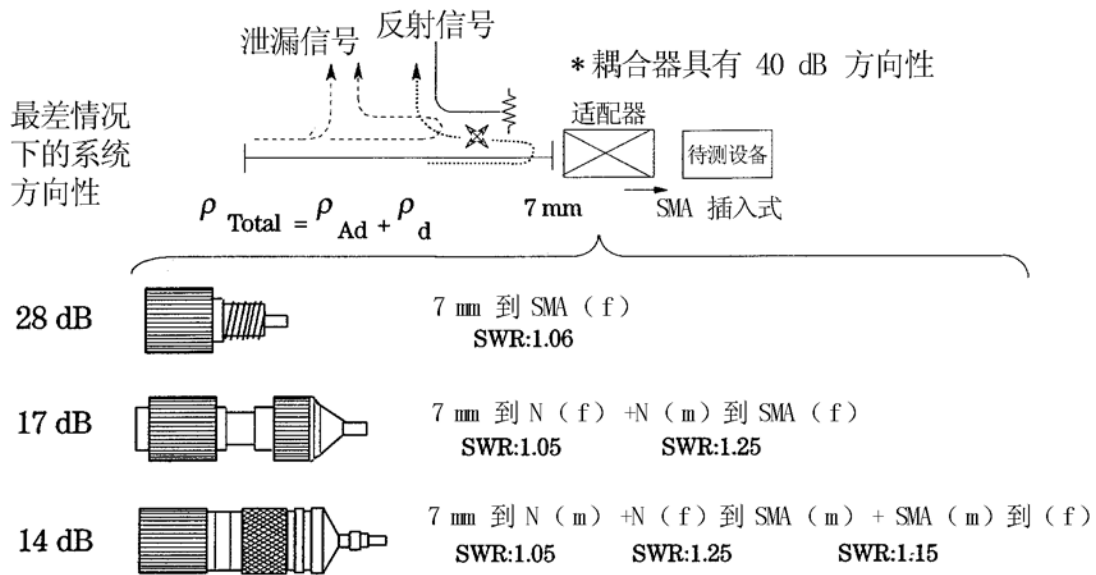 泄漏信号
反射信号
*耦合器具有 40 dB 方向性
最差情况
下的系统
方向性
适配器
待测设备
ρ Total = ρ Ad + ρ d
7 mm
SMA 插入式
28 dB
7 mm 到 SMA (f)
SWR:1.06
17 dB
7 mm 到 N (f) +N (m) 到 SMA (f)
SWR:1.05 SWR:1.25
14 dB
7 mm 到 N (m) +N (f) 到 SMA (m) + SMA (m) 到 (f)
SWR:1.05 SWR:1.25 SWR:1.15